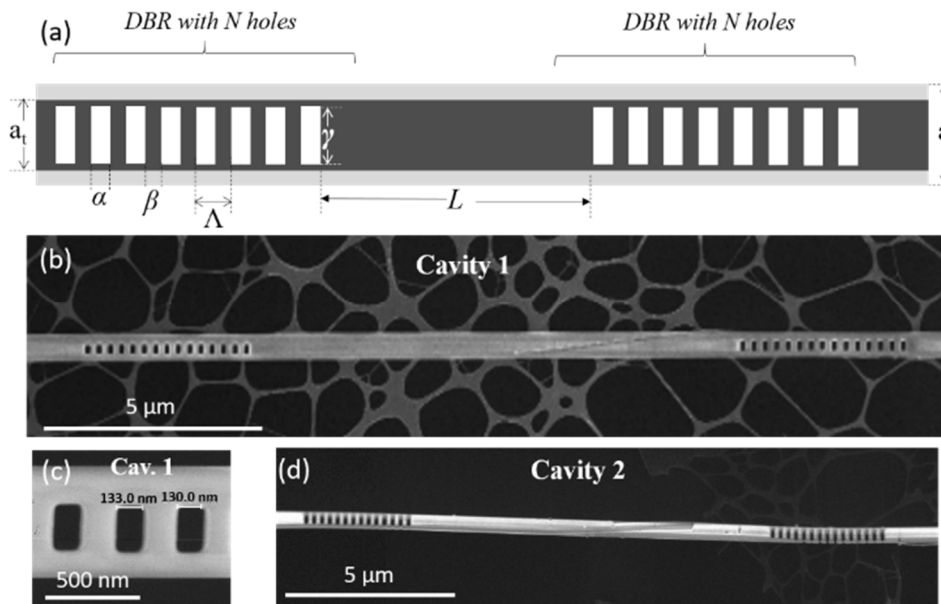 (a)
DBR with N holes
DBR with N holes
aₜ
γ
a
α
β
Λ
L
(b)
Cavity 1
5 μm
(c)
Cav. 1
133.0 nm
130.0 nm
500 nm
(d)
Cavity 2
5 μm